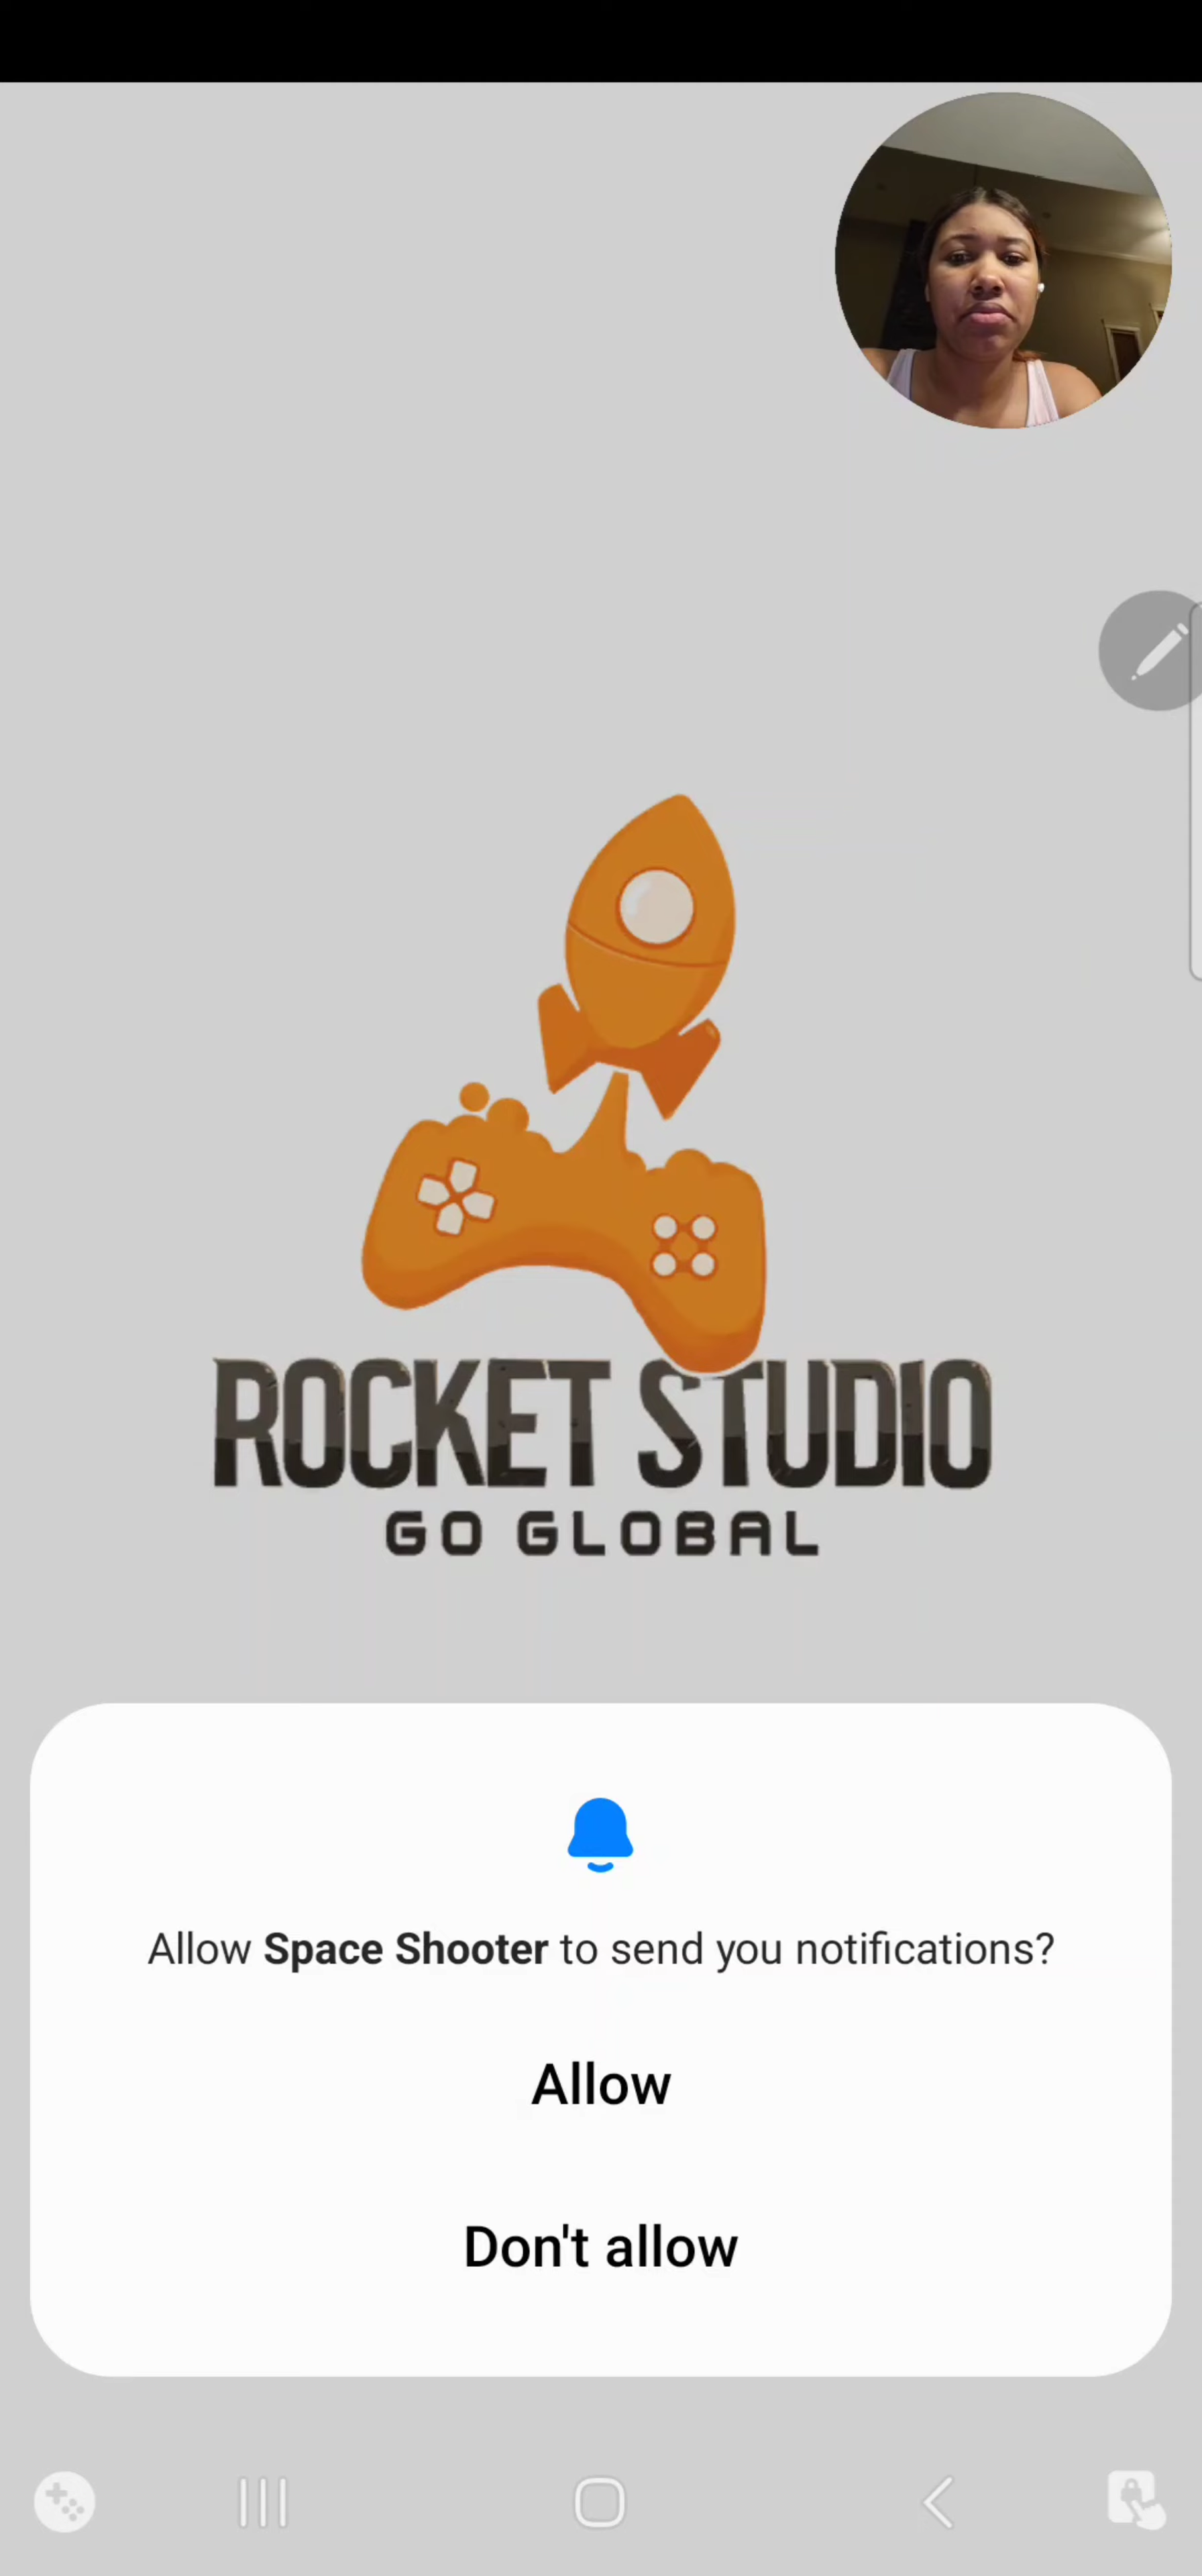 ROCKET STUDIO
GO GLOBAL
Allow Space Shooter to send you notifications?
Allow
Don't allow